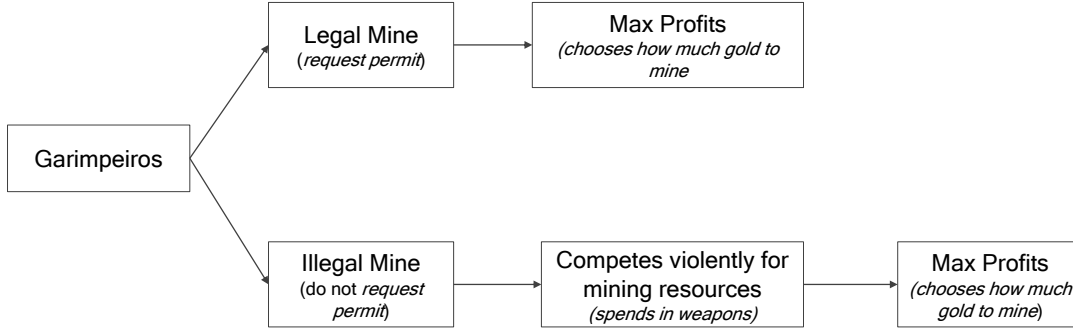 Garimpeiros
Legal Mine
(request permit)
Max Profits
(chooses how much gold to
mine
Illegal Mine
(do not request
permit)
Competes violently for
mining resources
(spends in weapons)
Max Profits
(chooses how much
gold to mine)